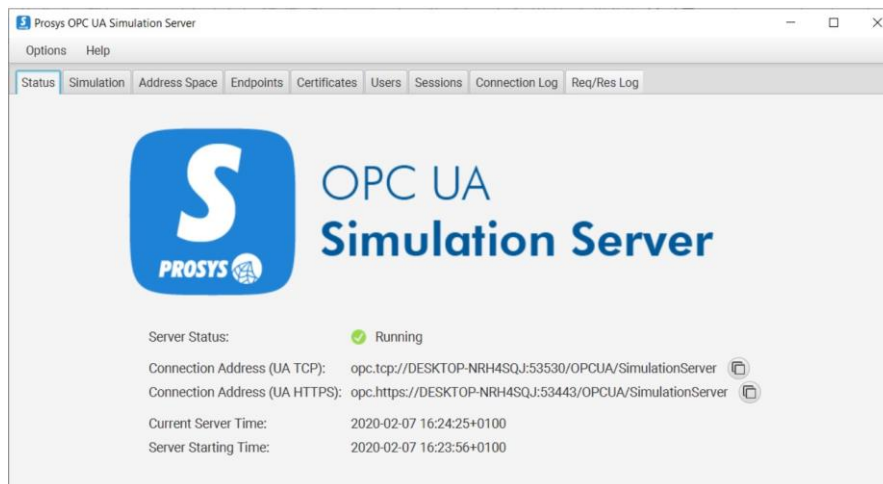 Prosys OPC UA Simulation Server
Options Help
Status Simulation Address Space Endpoints Certificates Users Sessions Connection Log Req/Res Log
S
PROSYS
OPC UA
Simulation Server
Server Status: Running
Connection Address (UA TCP): opc.tcp://DESKTOP-NRH4SQJ:53530/OPCUA/SimulationServer
Connection Address (UA HTTPS): opc.https://DESKTOP-NRH4SQJ:53443/OPCUA/SimulationServer
Current Server Time: 2020-02-07 16:24:25+0100
Server Starting Time: 2020-02-07 16:23:56+0100